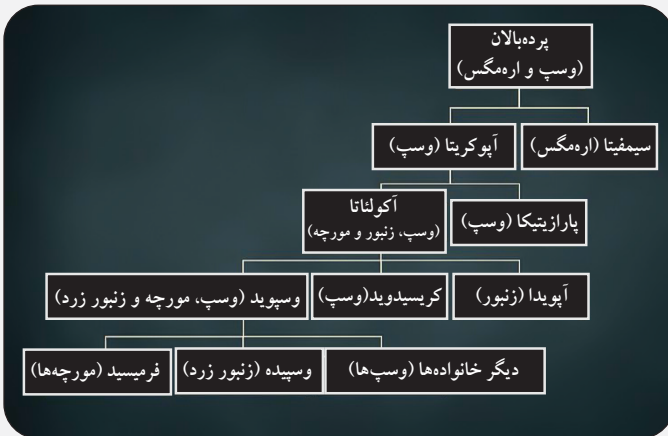 پرده‌بالان
(وسپ و اره‌مگس)
سیمفیتا (اره‌مگس)
آپوکریتا (وسپ)
پارازیتیکا (وسپ)
آکولئاتا
(وسپ، زنبور و مورچه)
آپویدا (زنبور)
کریسیدوید(وسپ)
وسپوید (وسپ، مورچه و زنبور زرد)
دیگر خانواده‌ها (وسپ‌ها)
وسپیده (زنبور زرد)
فرمیسید (مورچه‌ها)